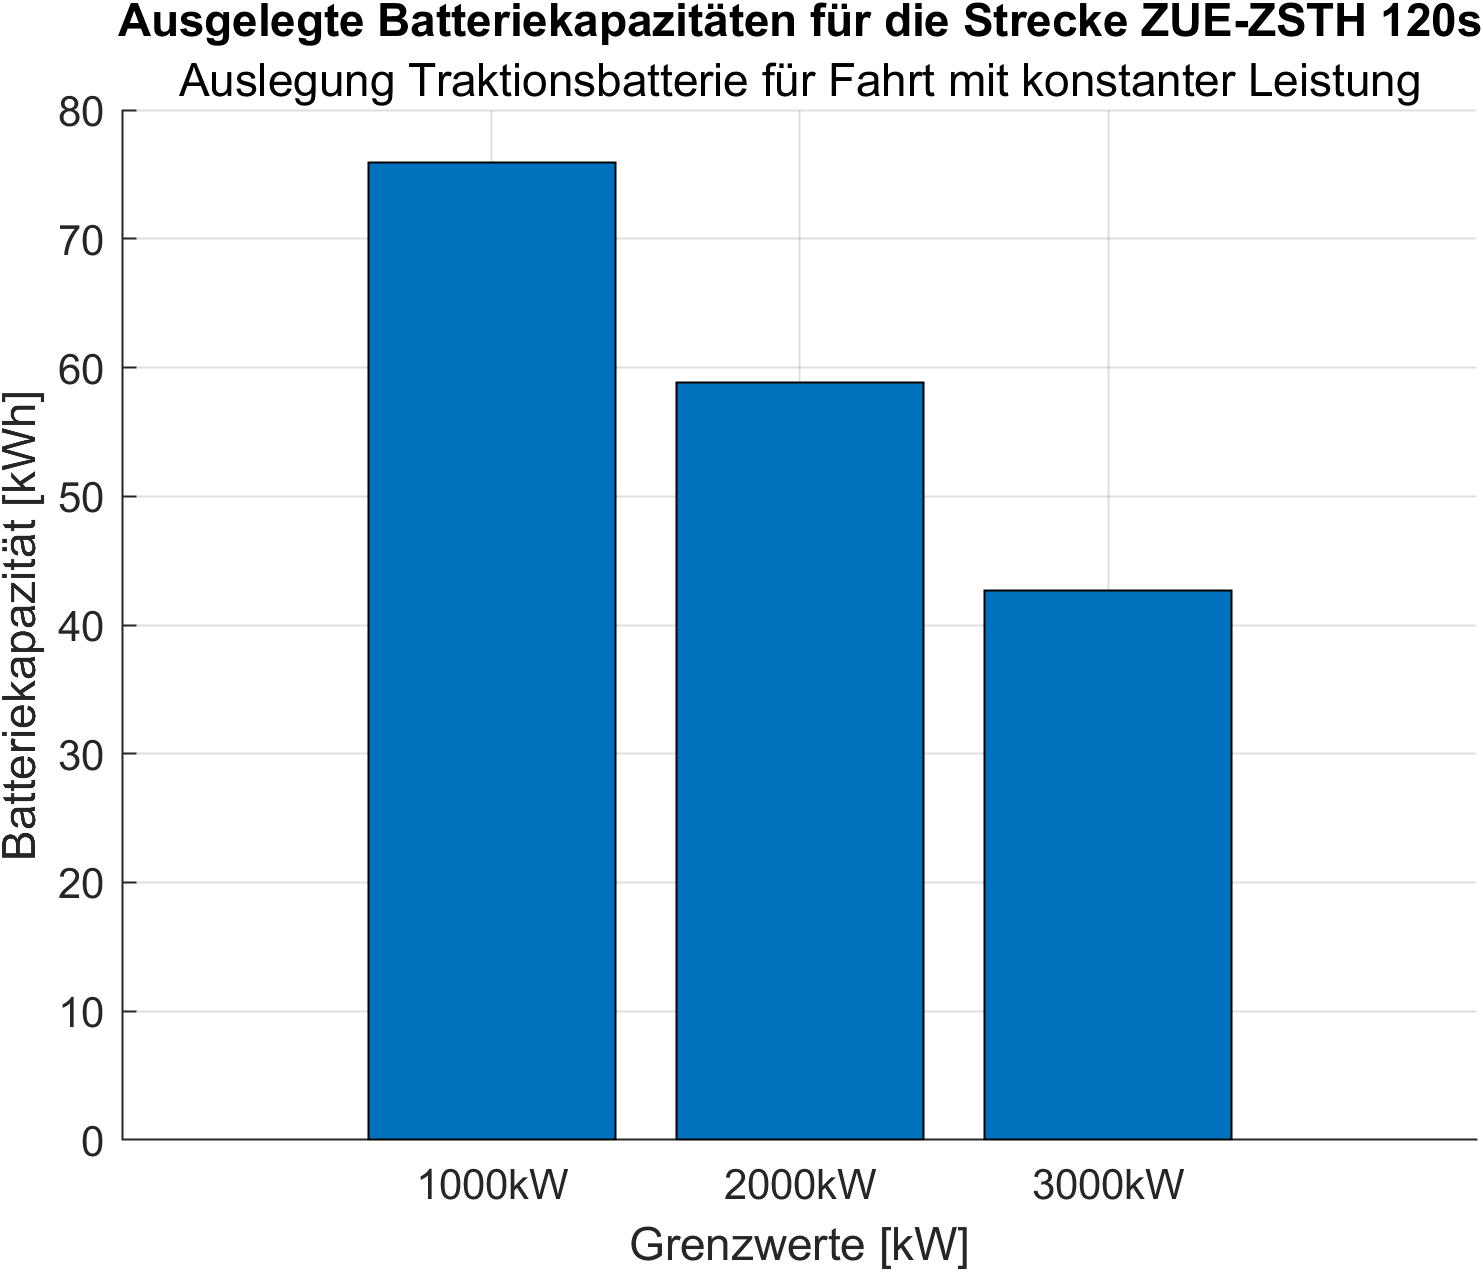 Ausgelegte Batteriekapazitäten für die Strecke ZUE-ZSTH 120s
Auslegung Traktionsbatterie für Fahrt mit konstanter Leistung
Batteriekapazität [kWh]
80
70
60
50
40
30
20
10
0
1000kW 2000kW 3000kW
Grenzwerte [kW]